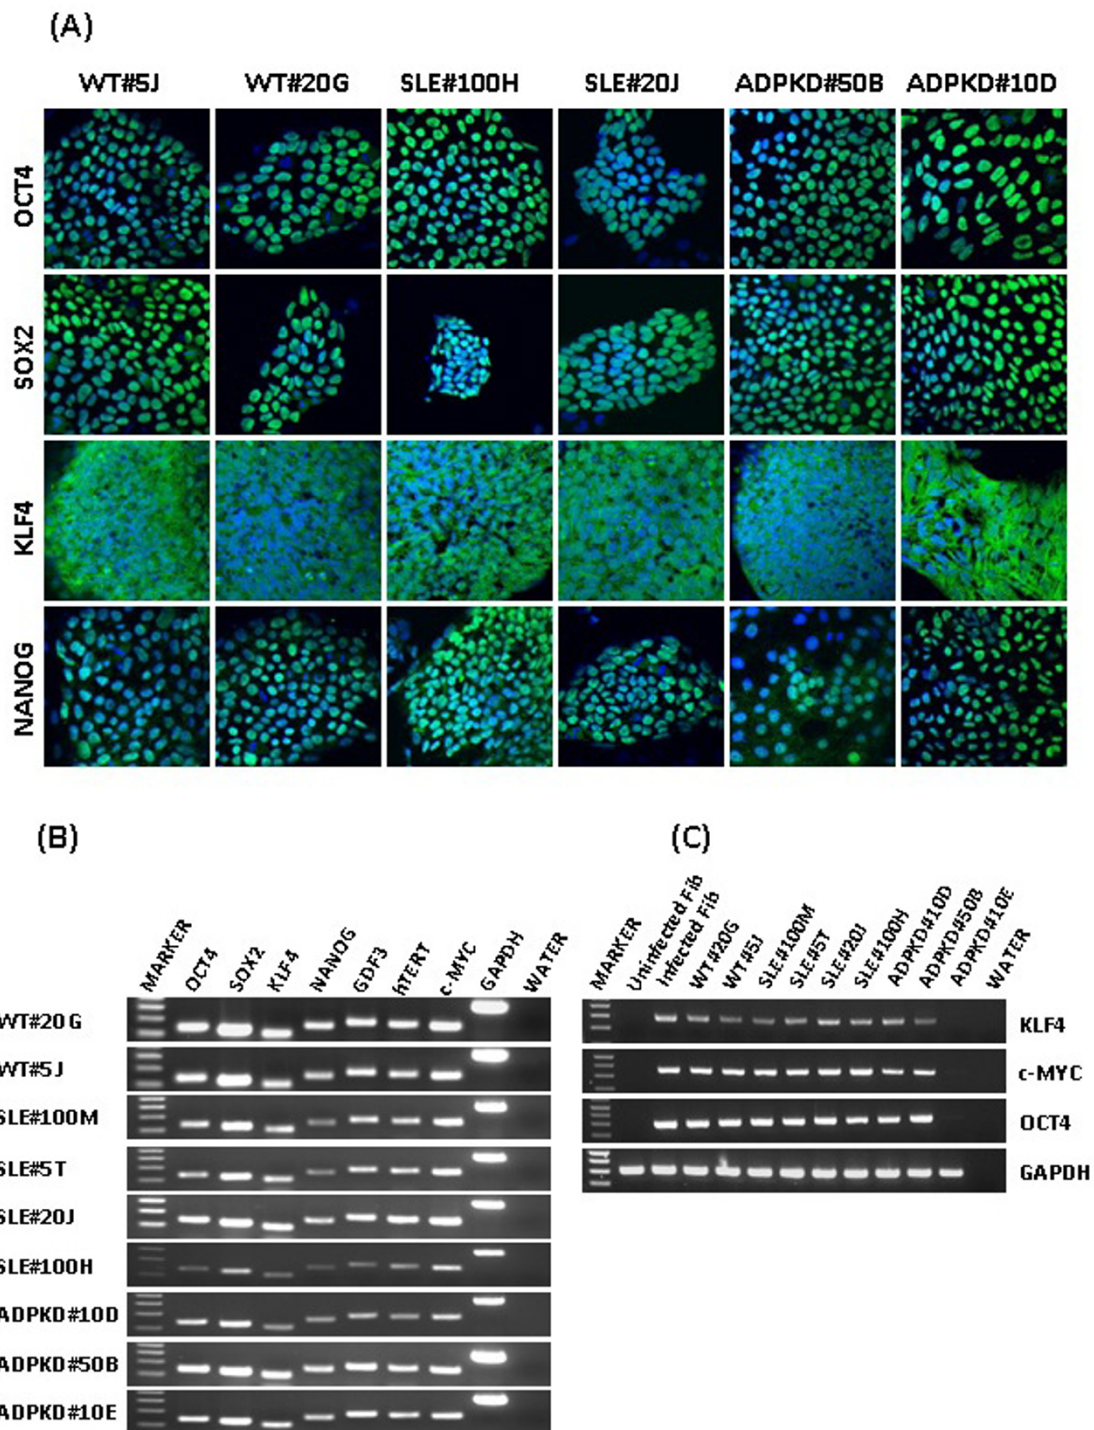 (A)
WT#5J WT#20G SLE#100H SLE#20J ADPKD#50B ADPKD#10D
OCT4
SOX2
KLF4
NANOG
(B)
MARKER OCT4 SOX2 KLF4 NANOG GDF3 hTERT c-MYC GAPDH WATER
WT#20G
WT#5J
SLE#100M
SLE#5T
SLE#20J
SLE#100H
ADPKD#10D
ADPKD#50B
ADPKD#10E
(C)
MARKER Uninfected Fib Infected Fib WT#20G WT#5J SLE#100M SLE#5T SLE#20J SLE#100H ADPKD#10D ADPKD#50B ADPKD#10E WATER
KLF4
c-MYC
OCT4
GAPDH